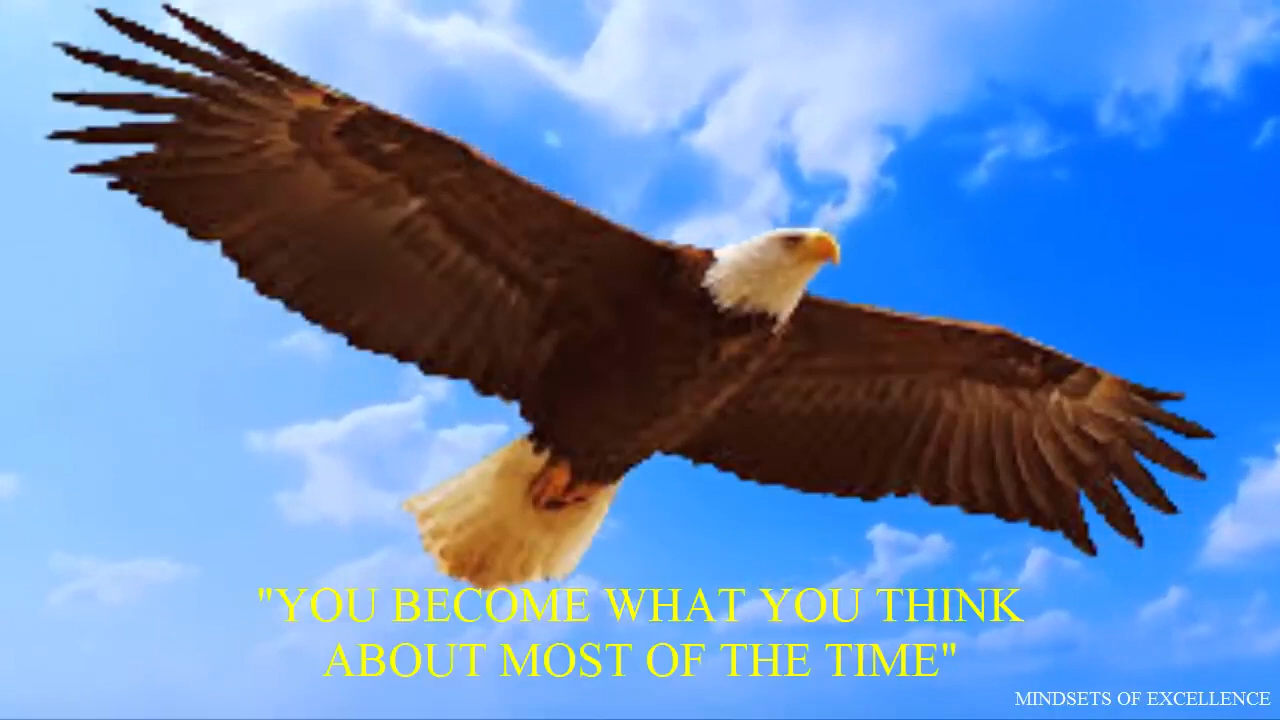 "YOU BECOME WHAT YOU THINK
ABOUT MOST OF THE TIME"
MINDSETS OF EXCELLENCE